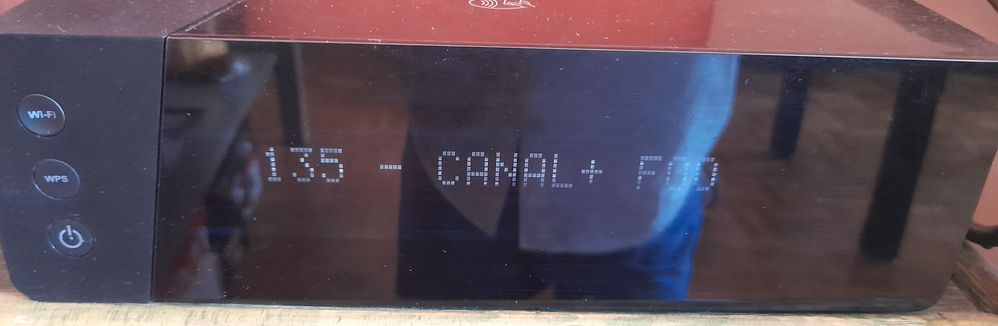 Wi-Fi
WPS
135 - CANAL+ FOO